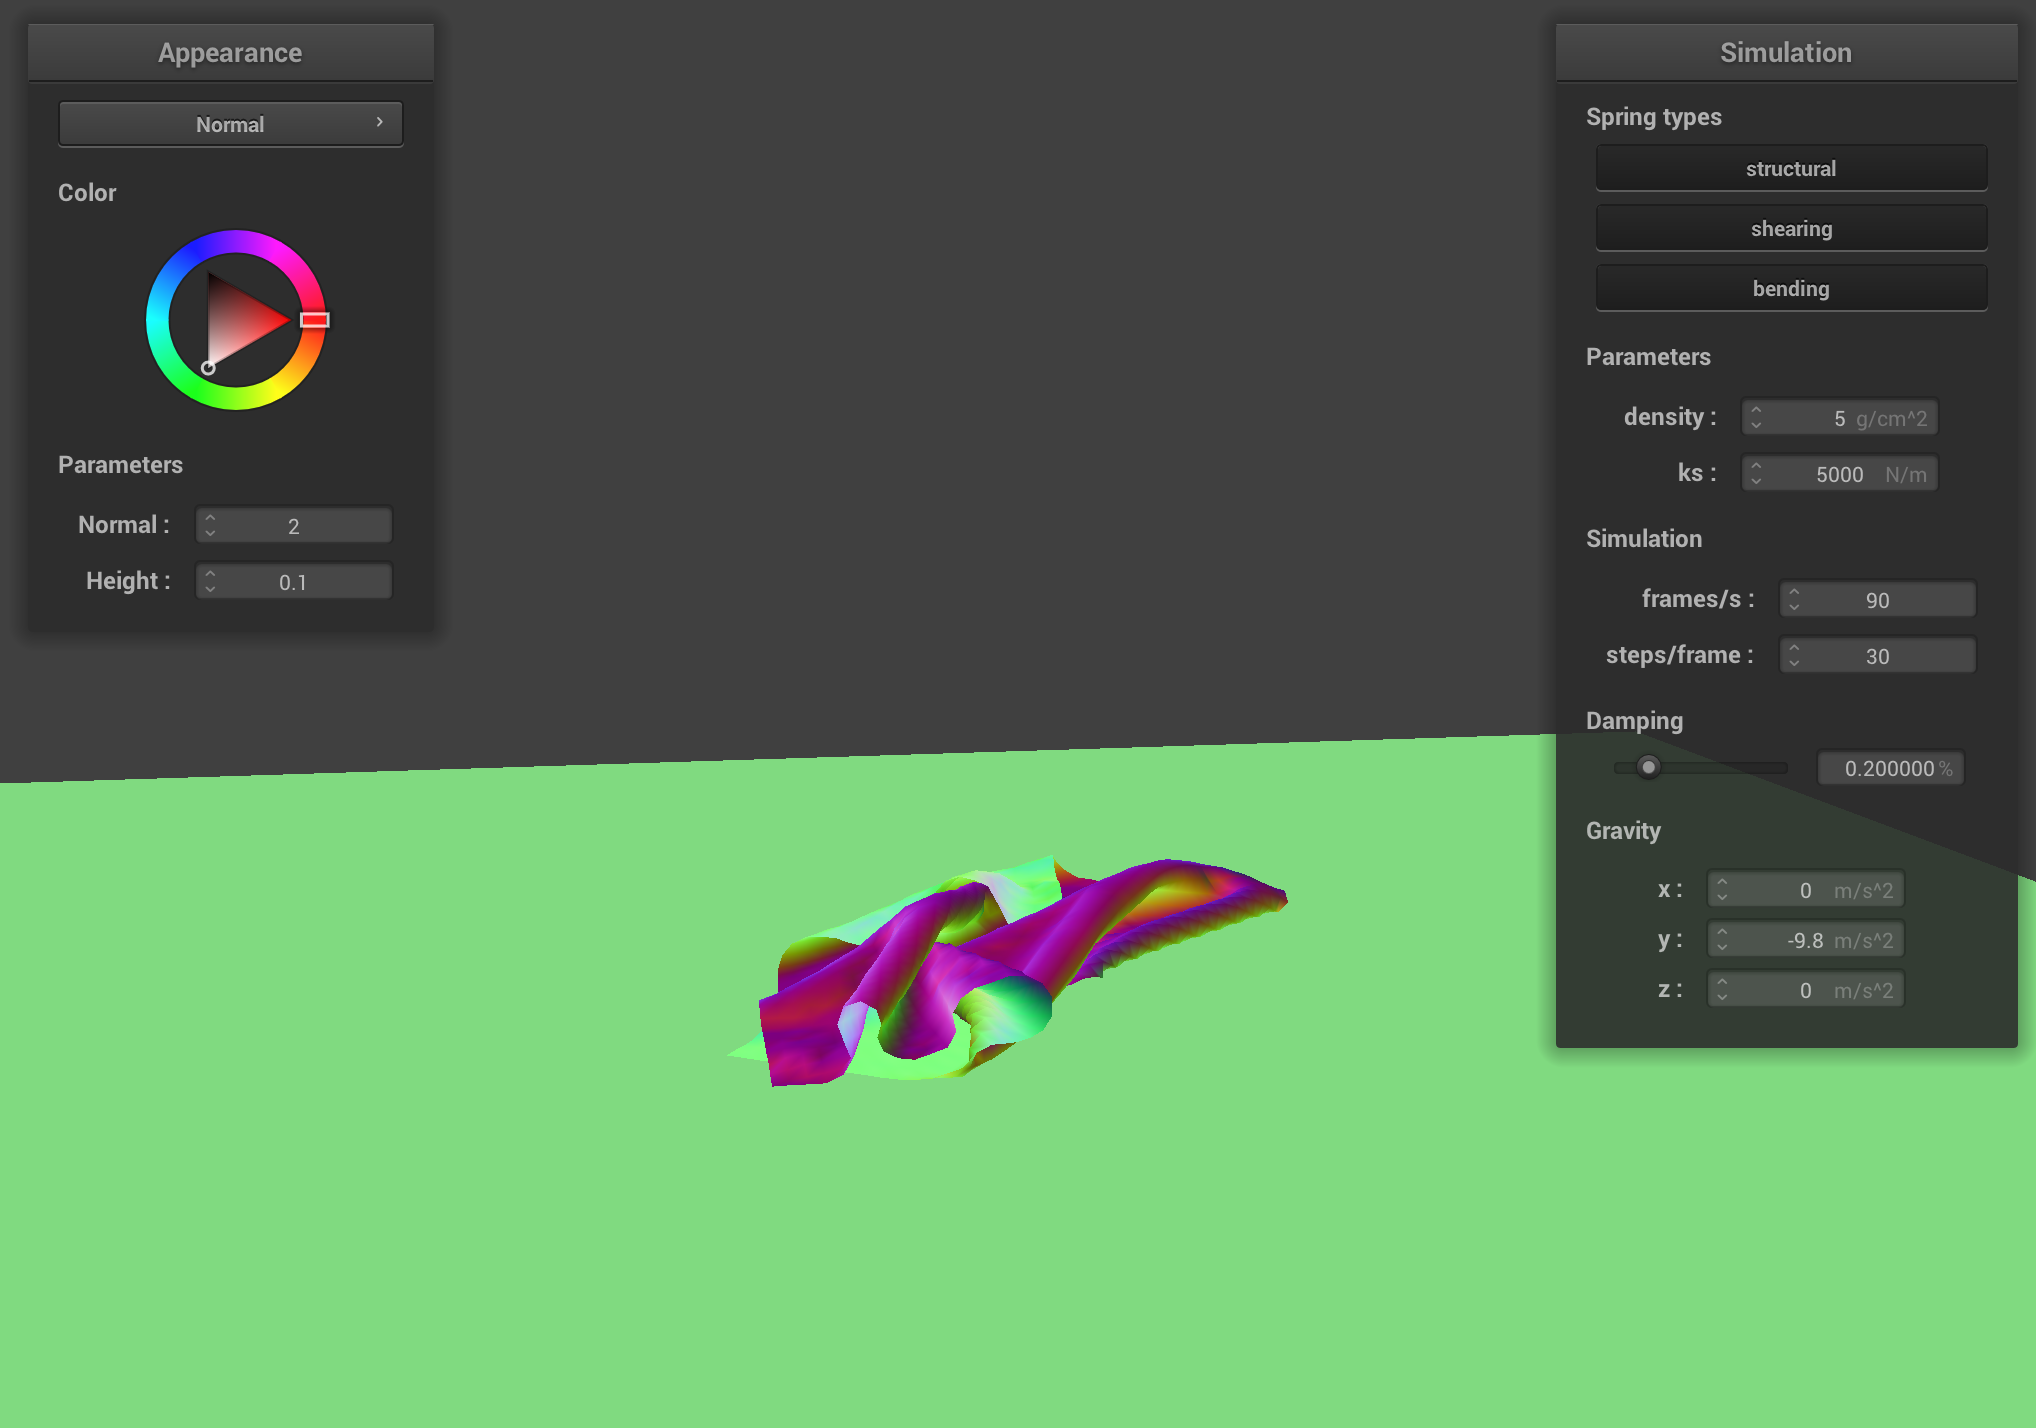 Appearance
Normal
Color
Parameters
Normal : 2
Height : 0.1
Simulation
Spring types
structural
shearing
bending
Parameters
density : 5 g/cm^2
ks : 5000 N/m
Simulation
frames/s : 90
steps/frame : 30
Damping
0.200000 %
Gravity
x : 0 m/s^2
y : -9.8 m/s^2
z : 0 m/s^2